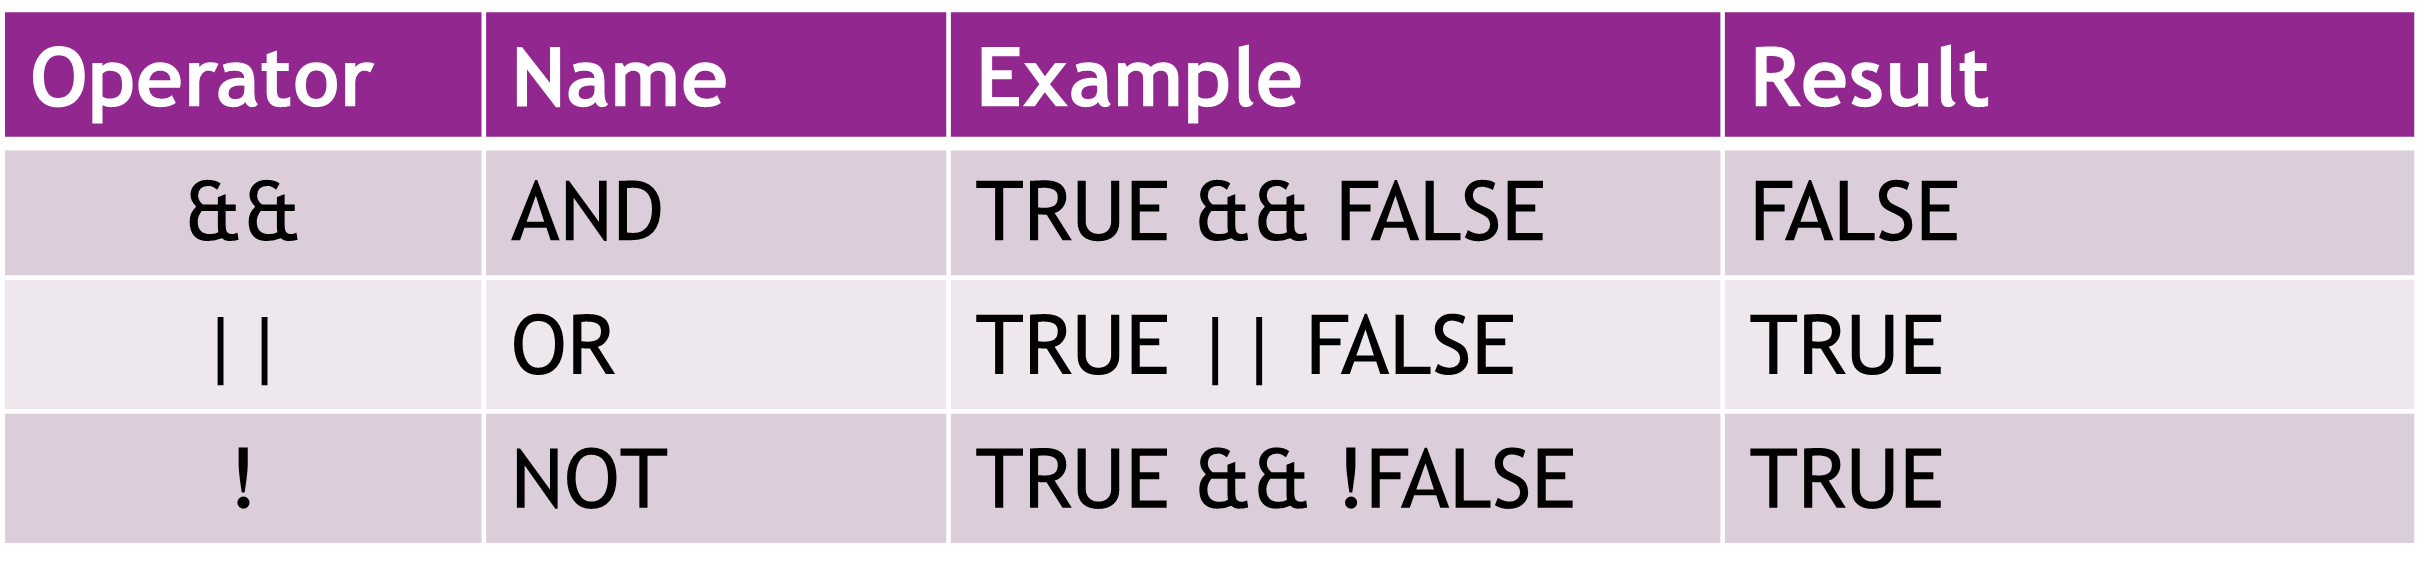 Operator Name Example Result
&& AND TRUE && FALSE FALSE
|| OR TRUE || FALSE TRUE
! NOT TRUE && !FALSE TRUE